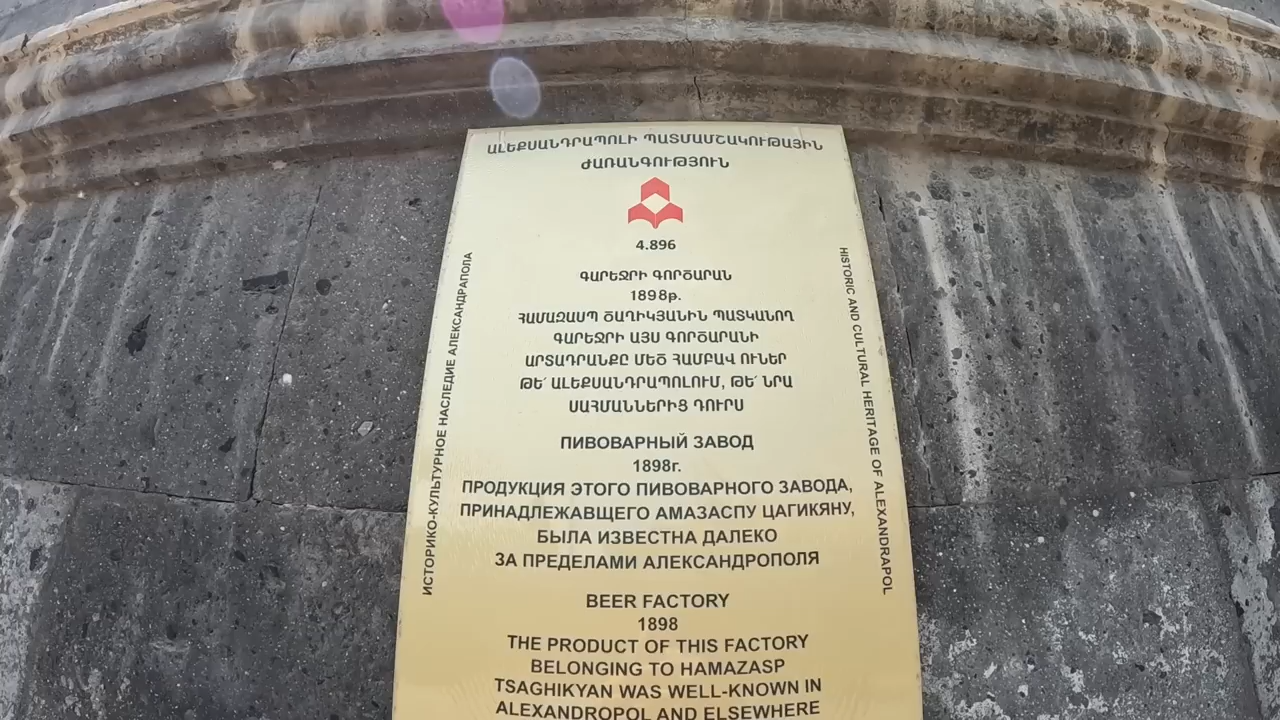 ԱԼԵՔՍԱՆԴՐԱՊՈԼԻ ՊԱՏՄԱՄՇԱԿՈՒԹԱՅԻՆ
ԺԱՌԱՆԳՈՒԹՅՈՒՆ
4.896
ԳԱՐԵՋՐԻ ԳՈՐԾԱՐԱՆ
1898թ.
ՀԱՄԱԶԱՍՊ ԾԱՂԻԿՅԱՆԻՆ ՊԱՏԿԱՆՈՂ
ԳԱՐԵՋՐԻ ԱՅՍ ԳՈՐԾԱՐԱՆԻ
ԱՐՏԱԴՐԱՆՔԸ ՄԵԾ ՀԱՄԲԱՎ ՈՒՆԵՐ
ԹԵ՛ ԱԼԵՔՍԱՆԴՐԱՊՈԼՈՒՄ, ԹԵ՛ ՆՐԱ
ՍԱՀՄԱՆՆԵՐԻՑ ԴՈՒՐՍ
ПИВОВАРНЫЙ ЗАВОД
1898г.
ПРОДУКЦИЯ ЭТОГО ПИВОВАРНОГО ЗАВОДА,
ПРИНАДЛЕЖАВЩЕГО АМАЗАСПУ ЦАГИКЯНУ,
БЫЛА ИЗВЕСТНА ДАЛЕКО
ЗА ПРЕДЕЛАМИ АЛЕКСАНДРОПОЛЯ
BEER FACTORY
1898
THE PRODUCT OF THIS FACTORY
BELONGING TO HAMAZASP
TSAGHIKYAN WAS WELL-KNOWN IN
ALEXANDROPOL AND ELSEWHERE
ИСТОРИКО-КУЛЬТУРНОЕ НАСЛЕДИЕ АЛЕКСАНДРАПОЛА
HISTORIC AND CULTURAL HERITAGE OF ALEXANDRAPOL